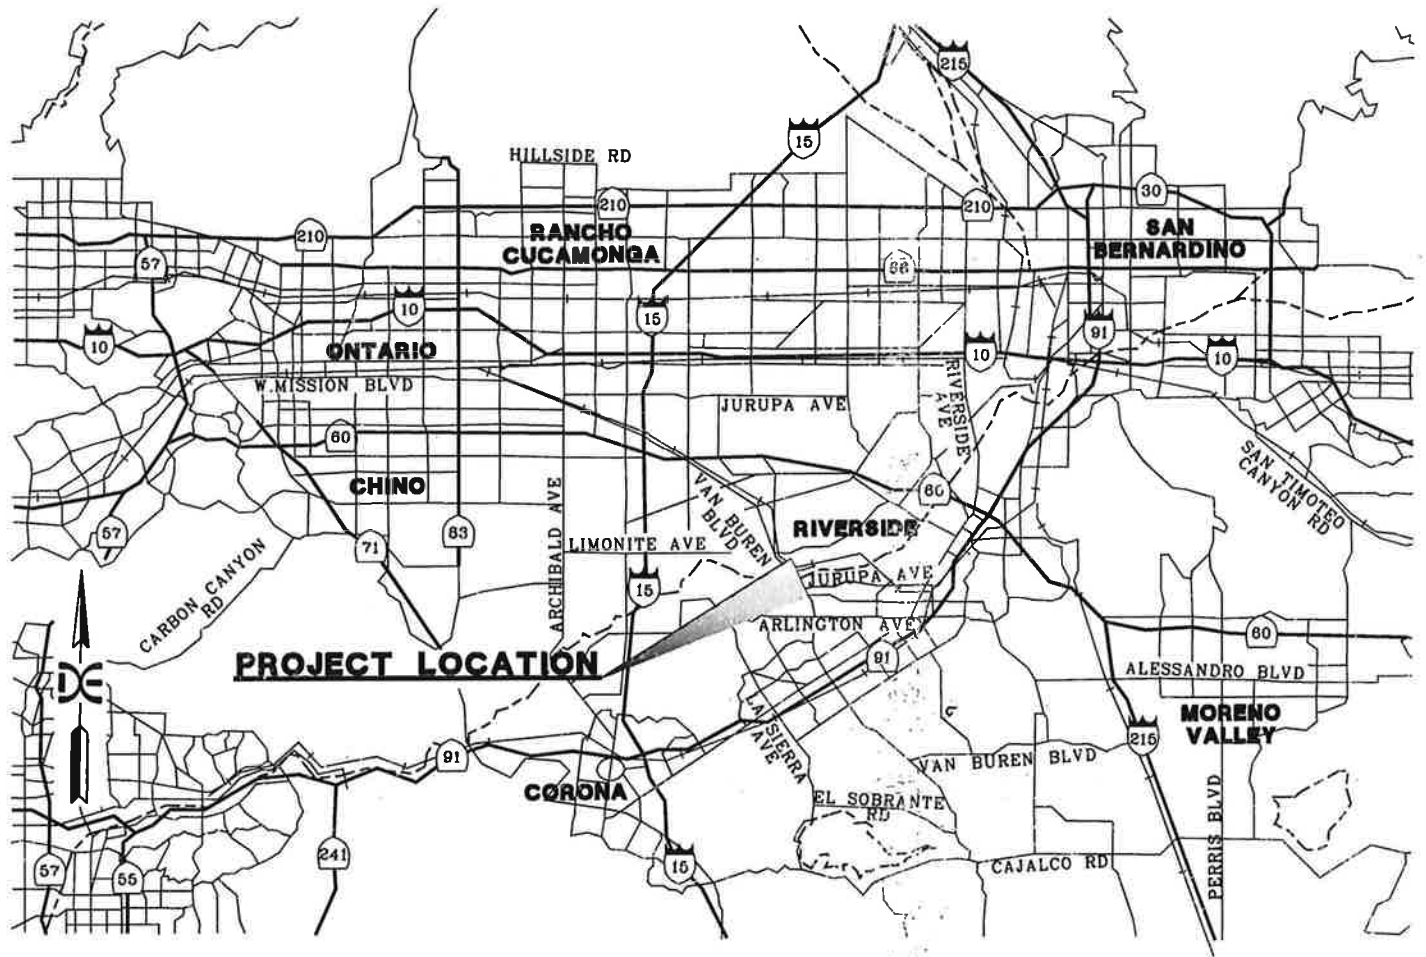 215
15
HILLSIDE RD
30
210
210
210
RANCHO
CUCAMONGA
SAN
BERNARDINO
57
66
10
15
91
10
10
10
ONTARIO
W.MISSION BLVD
RIVERSIDE
AVE
JURUPA AVE
60
SAN TIMOTEO
CANYON RD
CHINO
ARCHIBALD AVE
VAN BUREN
BLVD
60
RIVERSIDE
57
71
83
LIMONITE AVE
CARBON CANYON
RD
15
JURUPA AVE
ARLINGTON AVE
60
PROJECT LOCATION
91
ALESSANDRO BLVD
DE
LA SIERRA
AVE
MORENO
VALLEY
215
91
VAN BUREN BLVD
CORONA
EL SOBRANTE
RD
PERRIS BLVD
241
57
55
15
CAJALCO RD